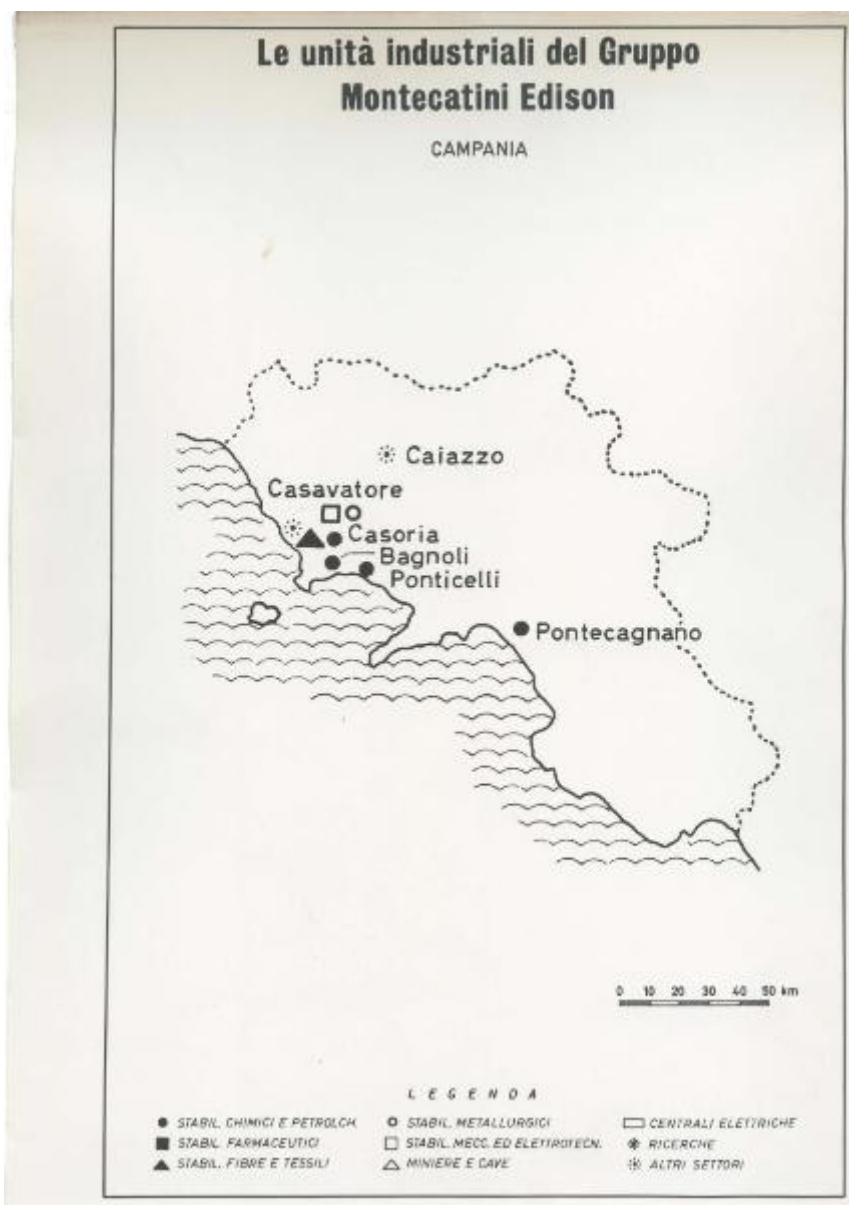 Le unità industriali del Gruppo
Montecatini Edison
CAMPANIA
Caiazzo
Casavatore
Casoria
Bagnoli
Ponticelli
Pontecagnano
0 10 20 30 40 50 km
LEGENDA
STABIL. CHIMICI E PETROLCH.
STABIL. METALLURGICI
CENTRALI ELETTRICHE
STABIL. FARMACEUTICI
STABIL. MECC. ED ELETTROTECN.
RICERCHE
STABIL. FIBRE E TESSILI
MINIERE E CAVE
ALTRI SETTORI